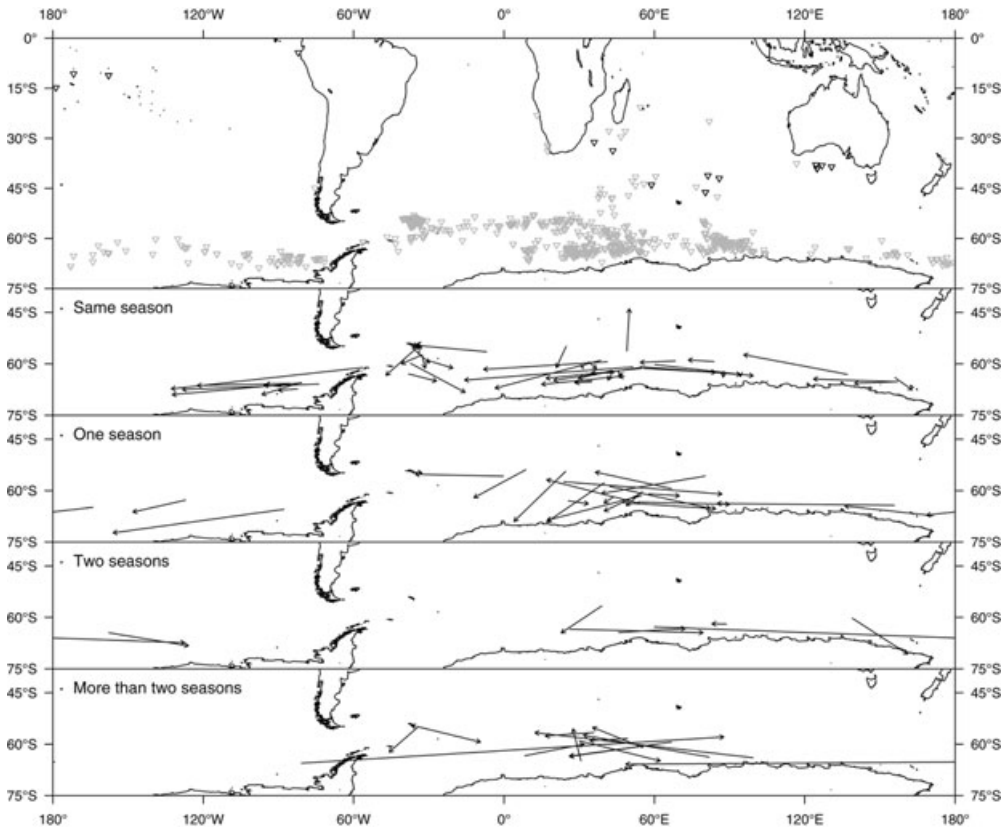 180° 120°W 60°W 0° 60°E 120°E 180°
0° 0°
15°S 15°S
30°S 30°S
45°S 45°S
60°S 60°S
75°S 75°S
Same season
45°S 45°S
60°S 60°S
75°S 75°S
One season
45°S 45°S
60°S 60°S
75°S 75°S
Two seasons
45°S 45°S
60°S 60°S
75°S 75°S
More than two seasons
45°S 45°S
60°S 60°S
75°S 75°S
180° 120°W 60°W 0° 60°E 120°E 180°